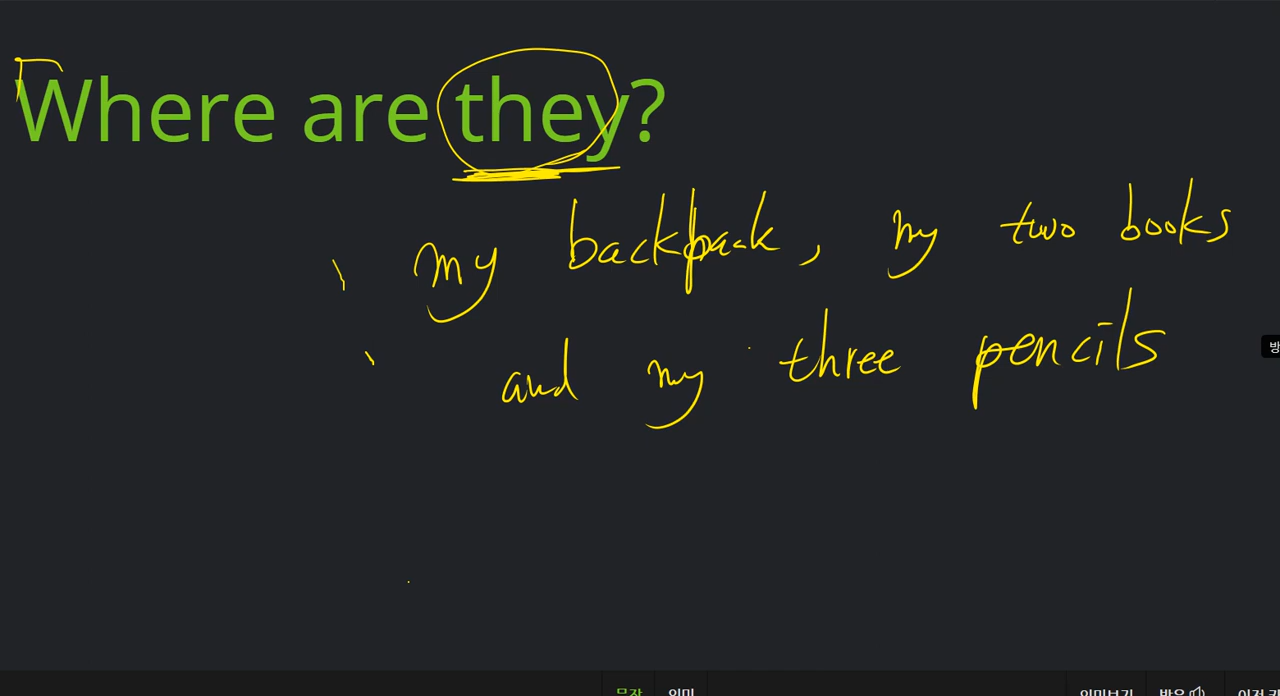 Where are they?
my backpack, my two books
and my three pencils